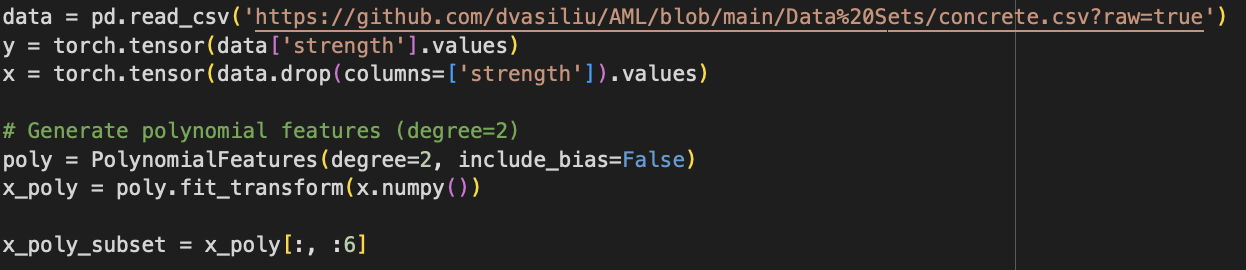 data = pd.read_csv('https://github.com/dvasiliu/AML/blob/main/Data%20Sets/concrete.csv?raw=true')
y = torch.tensor(data['strength'].values)
x = torch.tensor(data.drop(columns=['strength']).values)
# Generate polynomial features (degree=2)
poly = PolynomialFeatures(degree=2, include_bias=False)
x_poly = poly.fit_transform(x.numpy())
x_poly_subset = x_poly[:, :6]